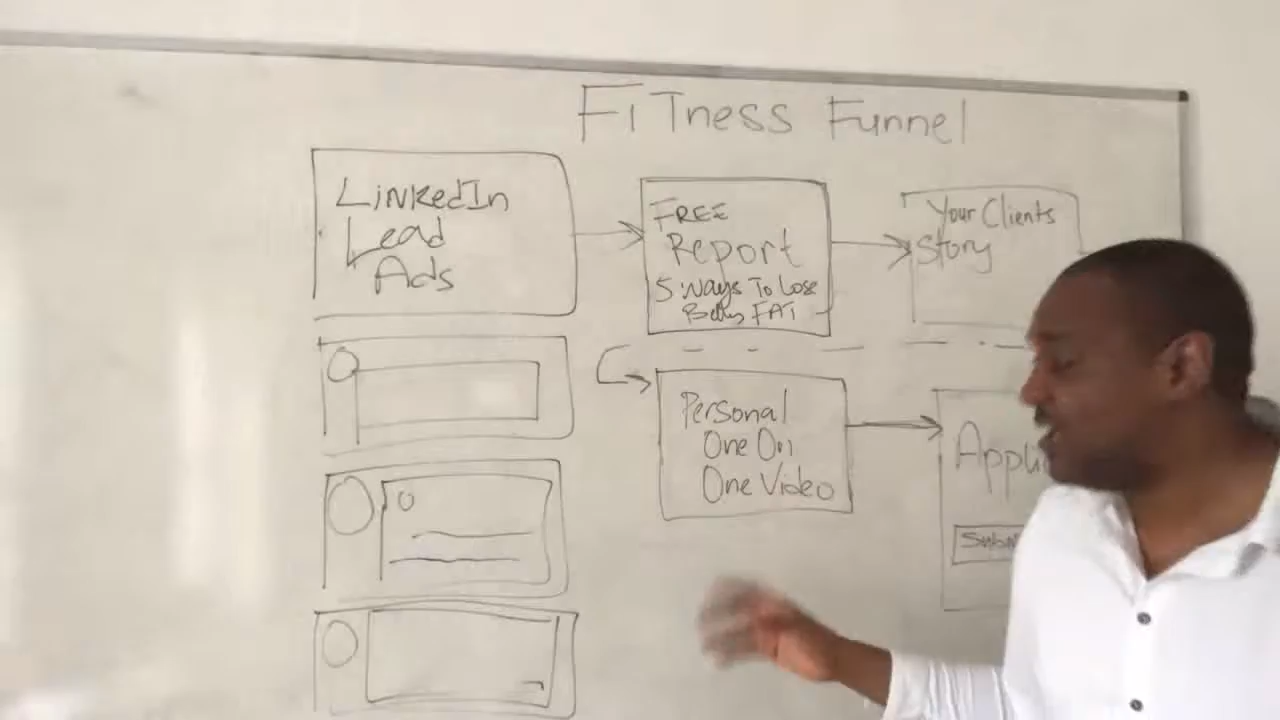 FiTness Funnel
LinkedIn
Lead
Ads
FREE
Report
5 Ways To Lose
Belly FAT
Your Clients
Story
Personal
One On
One Video